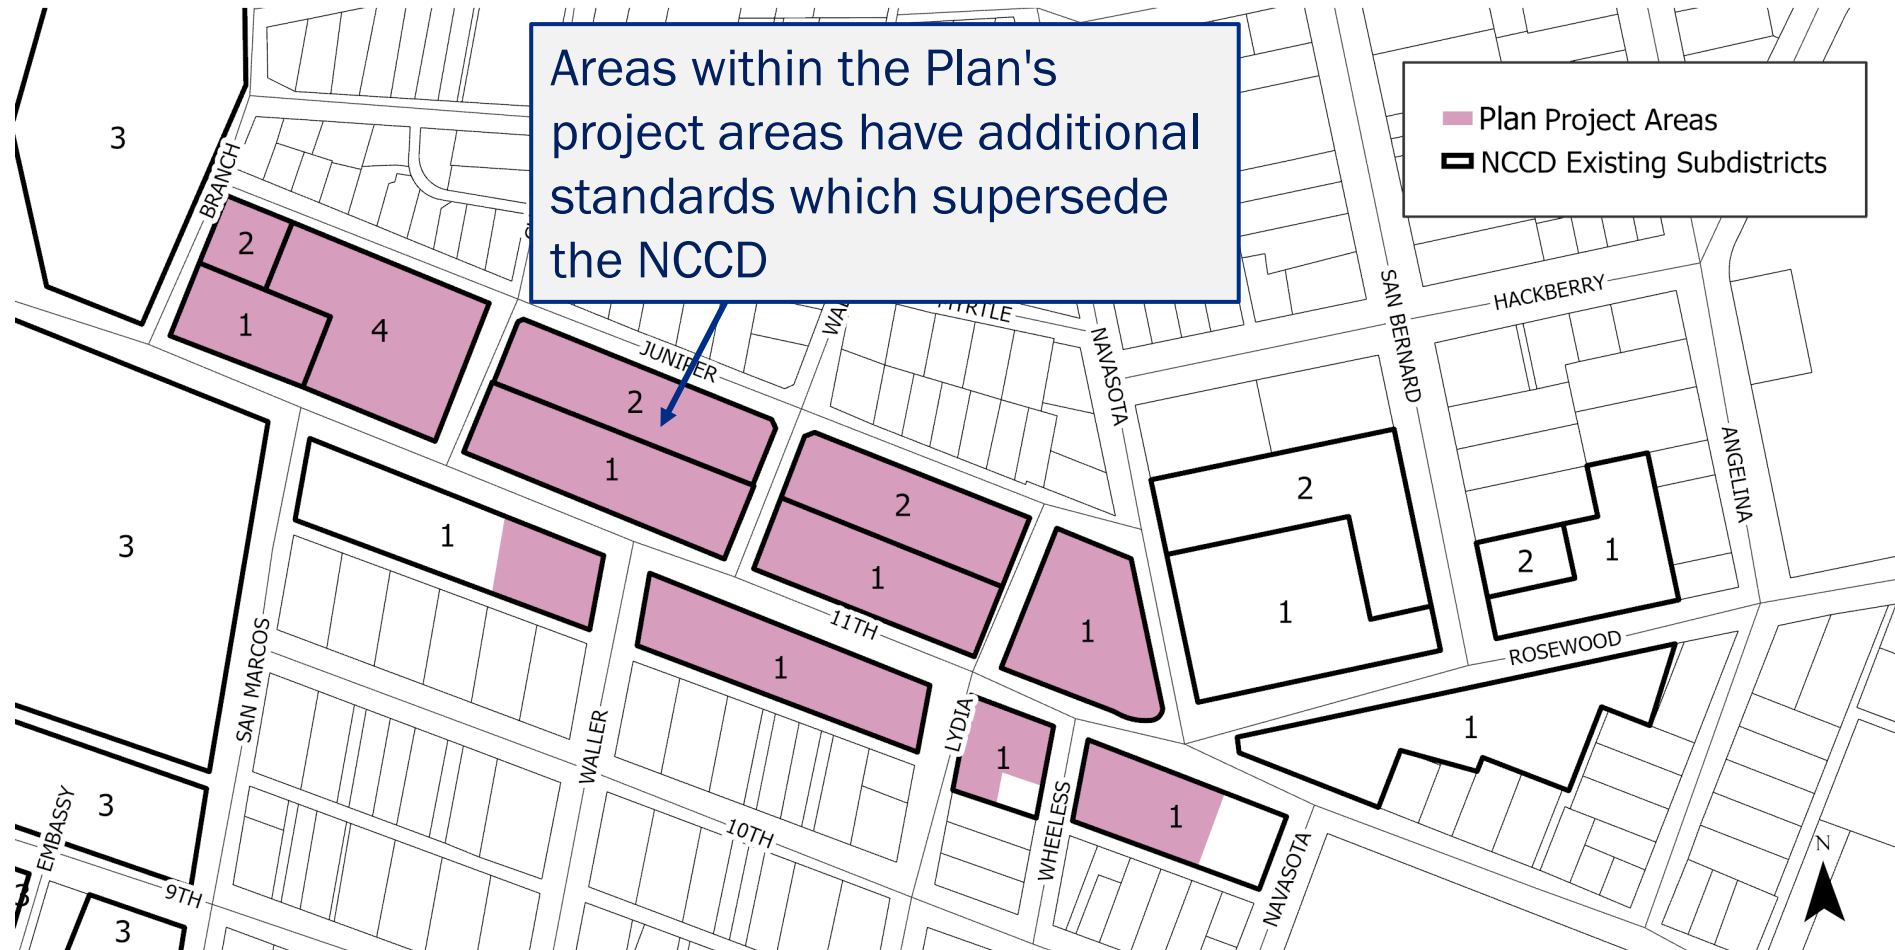 Areas within the Plan's
project areas have additional
standards which supersede
the NCCD
Plan Project Areas
NCCD Existing Subdistricts
3
BRANCH
2
1
4
JUNIPER
MYRTLE
NAVASOTA
SAN BERNARD
HACKBERRY
ANGELINA
2
1
2
1
1
2
1
2
1
1
3
1
11TH
1
ROSEWOOD
1
SAN MARCOS
WALLER
LYDIA
1
WHEELESS
1
NAVASOTA
10TH
3
EMBASSY
9TH
3
3
N